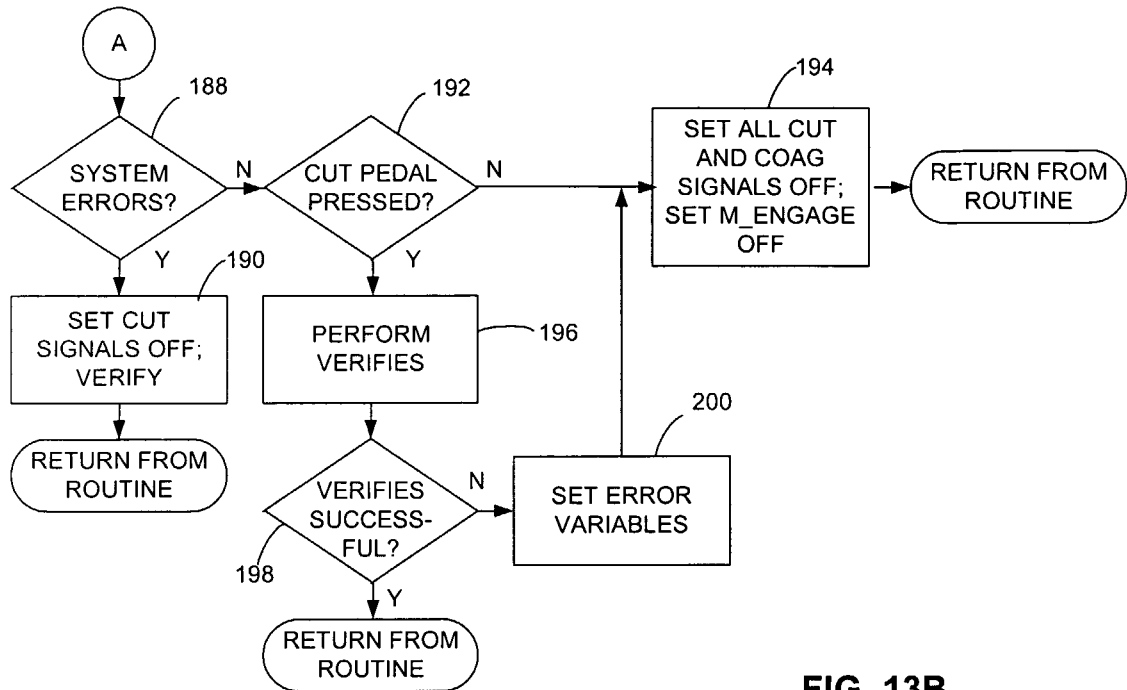 A
188
SYSTEM
ERRORS?
N
Y
192
CUT PEDAL
PRESSED?
N
Y
194
SET ALL CUT
AND COAG
SIGNALS OFF;
SET M_ENGAGE
OFF
RETURN FROM
ROUTINE
190
SET CUT
SIGNALS OFF;
VERIFY
RETURN FROM
ROUTINE
PERFORM
VERIFIES
196
VERIFIES
SUCCESS-
FUL?
198
N
Y
200
SET ERROR
VARIABLES
RETURN FROM
ROUTINE
FIG. 13B